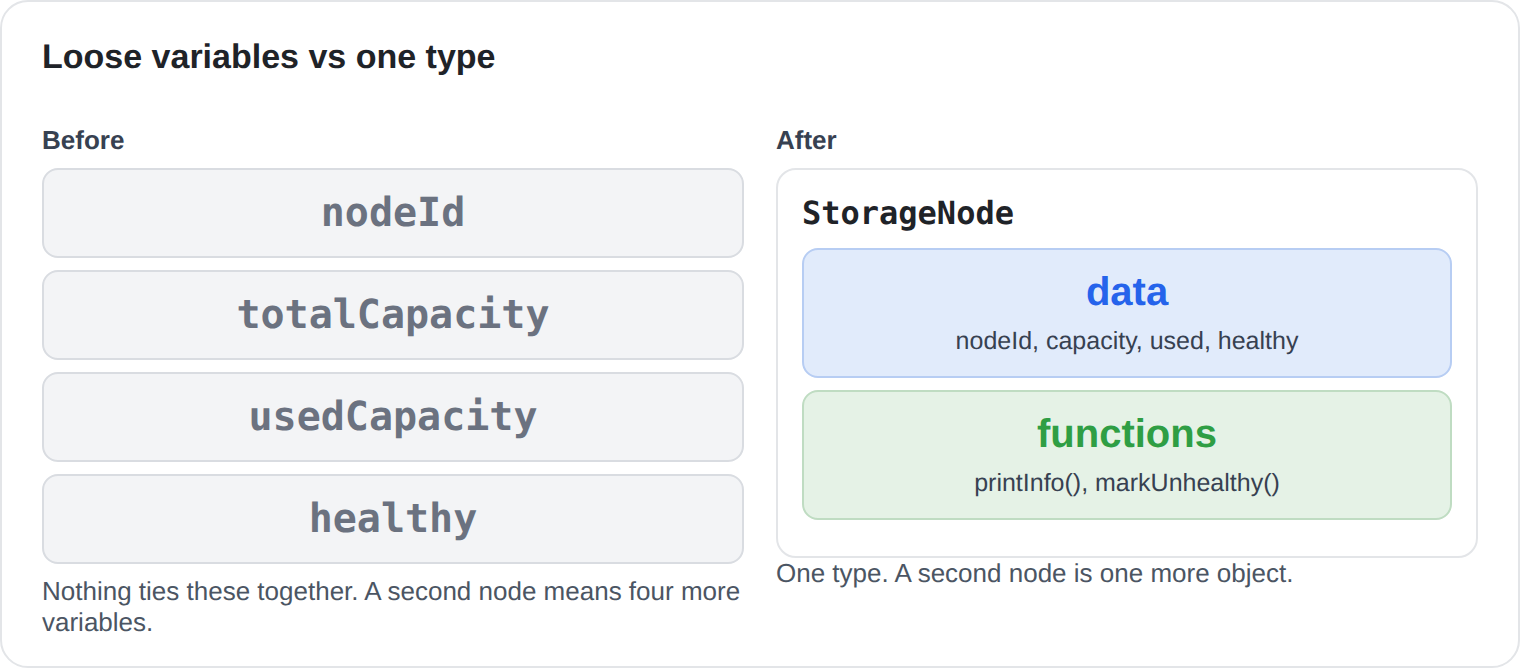 Loose variables vs one type
Before
nodeId
totalCapacity
usedCapacity
healthy
Nothing ties these together. A second node means four more
variables.
After
StorageNode
data
nodeId, capacity, used, healthy
functions
printInfo(), markUnhealthy()
One type. A second node is one more object.